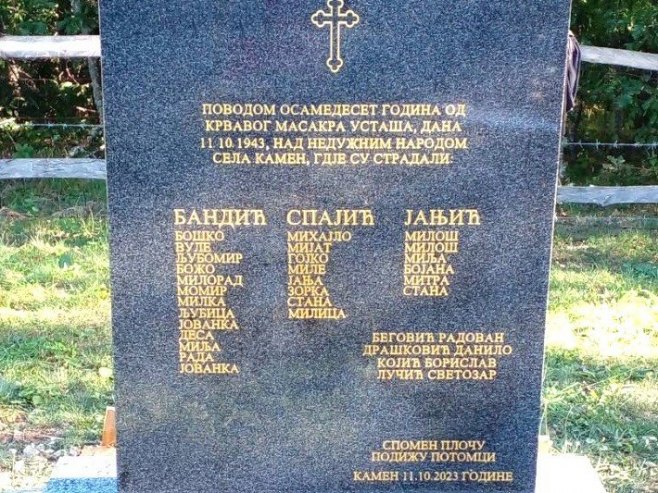 ПОВОДОМ ОСАМДЕСЕТ ГОДИНА ОД
КРВАВОГ МАСАКРА УСТАША, ДАНА
11.10.1943, НАД НЕДУЖНИМ НАРОДОМ
СЕЛА КАМЕН, ГДЈЕ СУ СТРАДАЛИ:
БАНДИЋ
БОШКО
ВУЛЕ
ЉУБОМИР
БОЖО
МИЛОРАД
МОМИР
МИЛКА
ЉУБИЦА
ЈОВАНКА
ДЕСА
МИЉА
РАДА
ЈОВАНКА
СПАЈИЋ
МИХАЈЛО
МИЈАТ
ГОЈКО
МИЛЕ
ЈАЊА
ЗОРКА
СТАНА
МИЛИЦА
ЈАЊИЋ
МИЛОШ
МИЛОШ
МИЉА
БОЈАНА
МИТРА
СТАНА
БЕГОВИЋ РАДОВАН
ДРАШКОВИЋ ДАНИЛО
КОЈИЋ БОРИСЛАВ
ЛУЧИЋ СВЕТОЗАР
СПОМЕН ПЛОЧУ
ПОДИЖУ ПОТОМЦИ
КАМЕН 11.10.2023 ГОДИНЕ